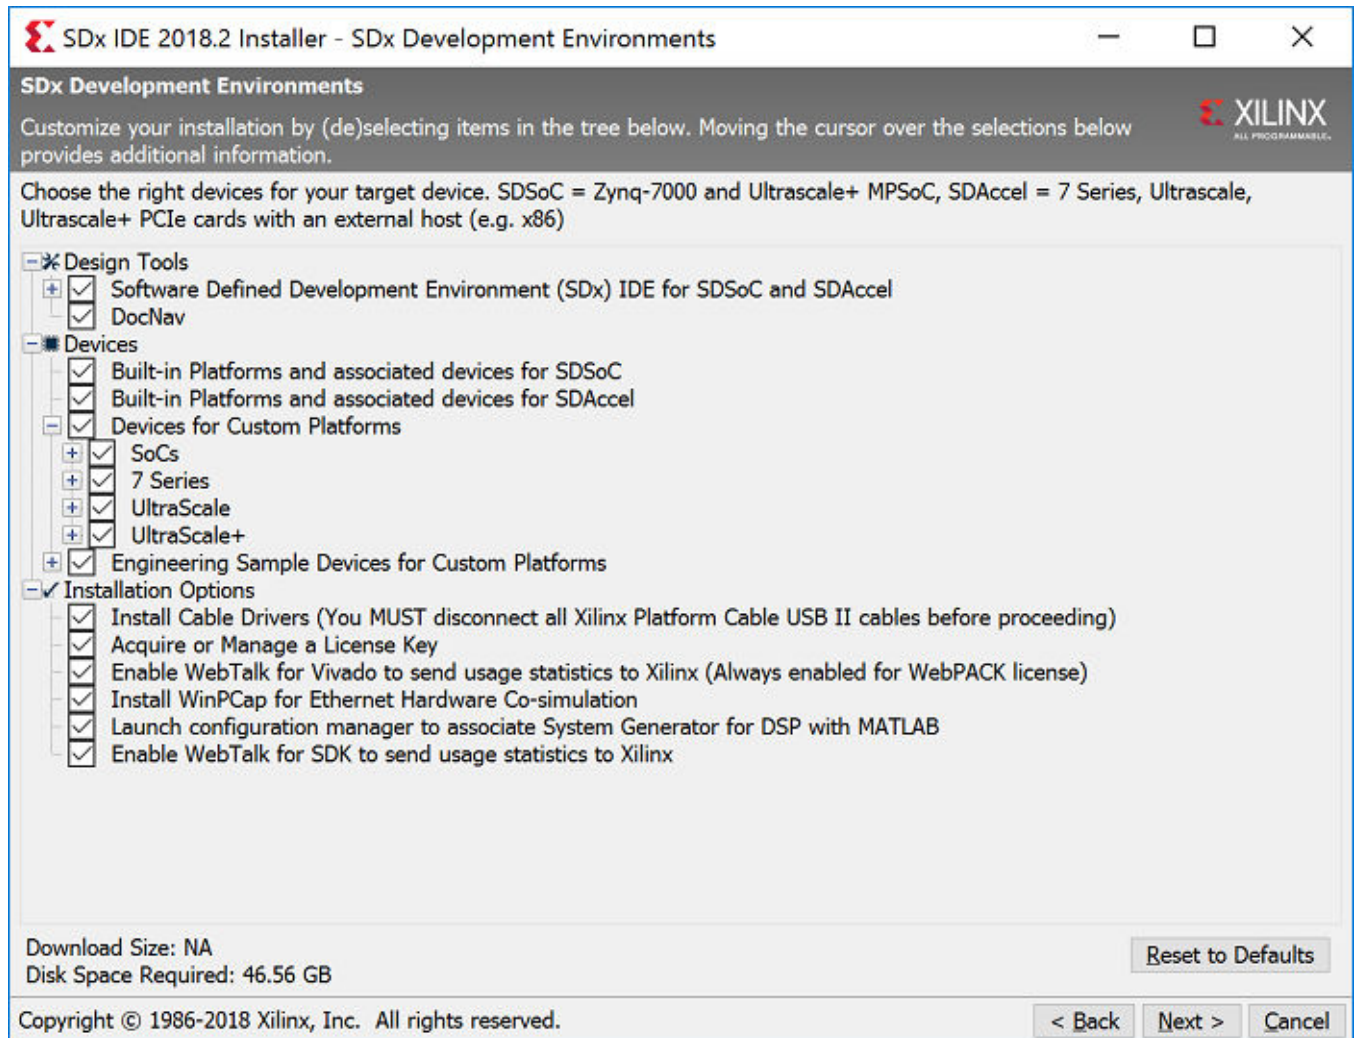 SDx IDE 2018.2 Installer - SDx Development Environments
SDx Development Environments
Customize your installation by (de)selecting items in the tree below. Moving the cursor over the selections below
provides additional information.
XILINX
ALL PROGRAMMABLE.
Choose the right devices for your target device. SDSoC = Zynq-7000 and Ultrascale+ MPSoC, SDAccel = 7 Series, Ultrascale,
Ultrascale+ PCIe cards with an external host (e.g. x86)
Design Tools
Software Defined Development Environment (SDx) IDE for SDSoC and SDAccel
DocNav
Devices
Built-in Platforms and associated devices for SDSoC
Built-in Platforms and associated devices for SDAccel
Devices for Custom Platforms
SoCs
7 Series
UltraScale
UltraScale+
Engineering Sample Devices for Custom Platforms
Installation Options
Install Cable Drivers (You MUST disconnect all Xilinx Platform Cable USB II cables before proceeding)
Acquire or Manage a License Key
Enable WebTalk for Vivado to send usage statistics to Xilinx (Always enabled for WebPACK license)
Install WinPCap for Ethernet Hardware Co-simulation
Launch configuration manager to associate System Generator for DSP with MATLAB
Enable WebTalk for SDK to send usage statistics to Xilinx
Download Size: NA
Disk Space Required: 46.56 GB
Reset to Defaults
Copyright © 1986-2018 Xilinx, Inc. All rights reserved.
< Back
Next >
Cancel